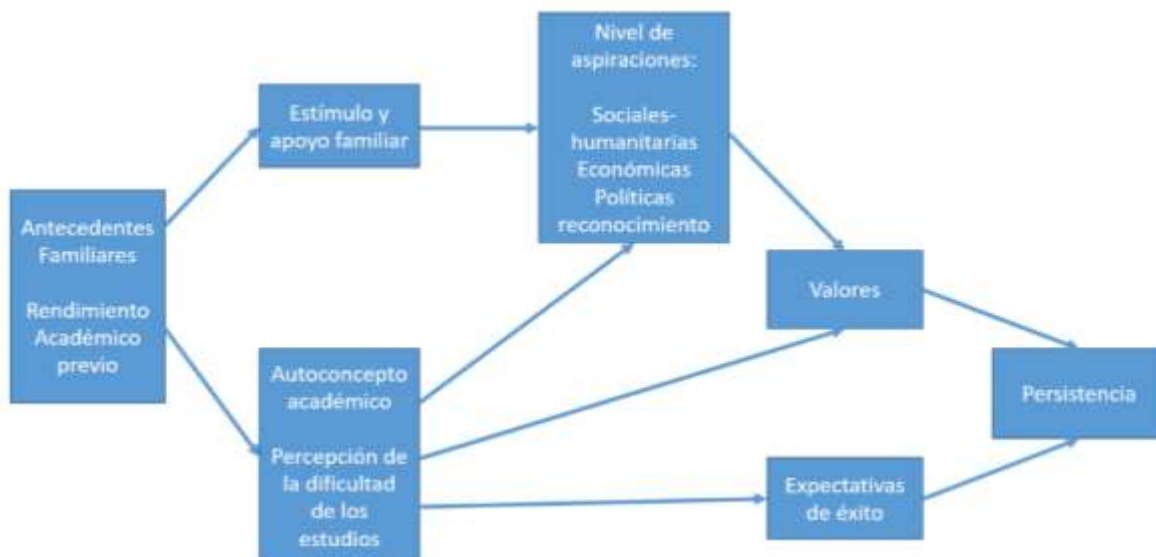 Antecedentes
Familiares
Rendimiento
Académico
previo
Estímulo y
apoyo familiar
Autoconcepto
académico
Percepción de
la dificultad
de los
estudios
Nivel de
aspiraciones:
Sociales-
humanitarias
Económicas
Políticas
reconocimiento
Valores
Expectativas
de éxito
Persistencia